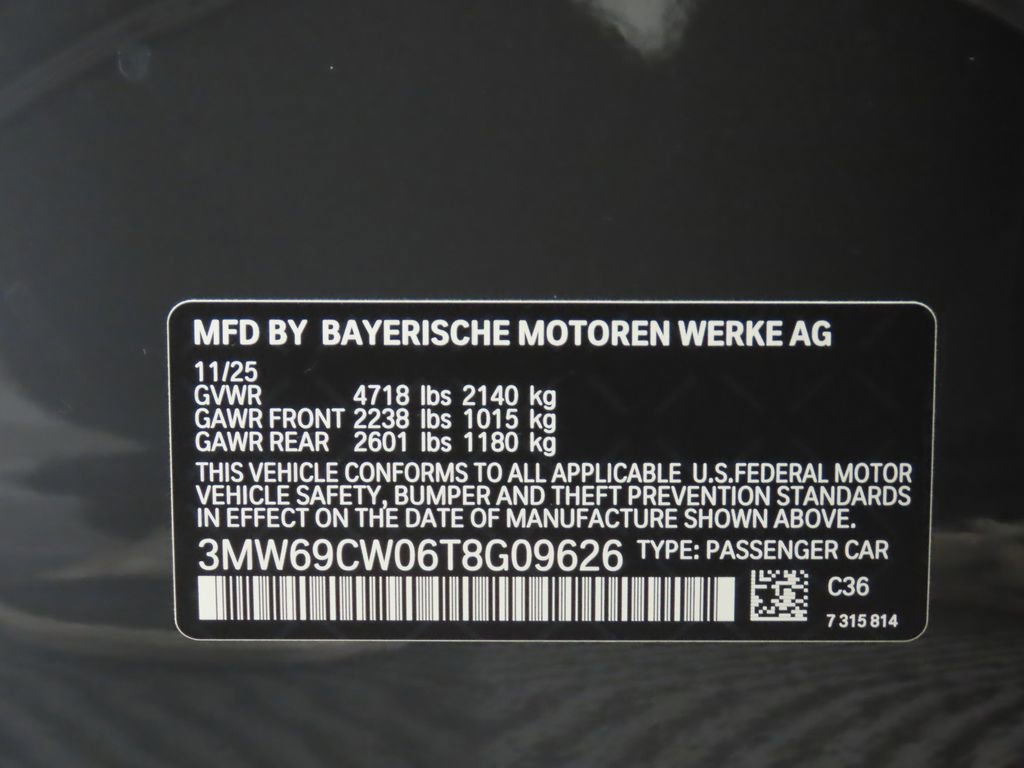 MFD BY BAYERISCHE MOTOREN WERKE AG
11/25
GVWR 4718 lbs 2140 kg
GAWR FRONT 2238 lbs 1015 kg
GAWR REAR 2601 lbs 1180 kg
THIS VEHICLE CONFORMS TO ALL APPLICABLE U.S.FEDERAL MOTOR
VEHICLE SAFETY, BUMPER AND THEFT PREVENTION STANDARDS
IN EFFECT ON THE DATE OF MANUFACTURE SHOWN ABOVE.
3MW69CW06T8G09626 TYPE: PASSENGER CAR
C36
7 315 814